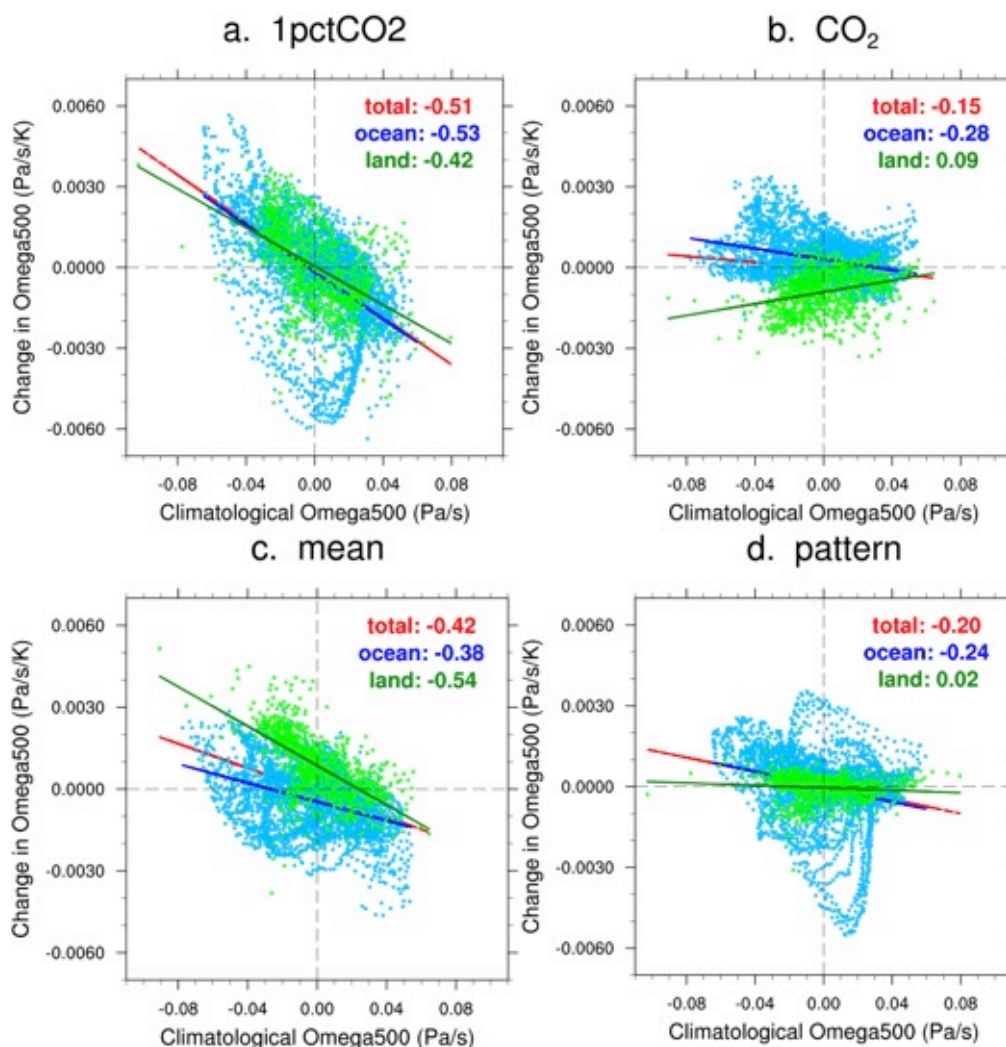 a. 1pctCO2
total: -0.51
ocean: -0.53
land: -0.42
0.0060
0.0030
0.0000
-0.0030
-0.0060
Change in Omega500 (Pa/s/K)
-0.08 -0.04 0.00 0.04 0.08
Climatological Omega500 (Pa/s)
b. CO₂
total: -0.15
ocean: -0.28
land: 0.09
0.0060
0.0030
0.0000
-0.0030
-0.0060
Change in Omega500 (Pa/s/K)
-0.08 -0.04 0.00 0.04 0.08
Climatological Omega500 (Pa/s)
c. mean
total: -0.42
ocean: -0.38
land: -0.54
0.0060
0.0030
0.0000
-0.0030
-0.0060
Change in Omega500 (Pa/s/K)
-0.08 -0.04 0.00 0.04 0.08
Climatological Omega500 (Pa/s)
d. pattern
total: -0.20
ocean: -0.24
land: 0.02
0.0060
0.0030
0.0000
-0.0030
-0.0060
Change in Omega500 (Pa/s/K)
-0.08 -0.04 0.00 0.04 0.08
Climatological Omega500 (Pa/s)